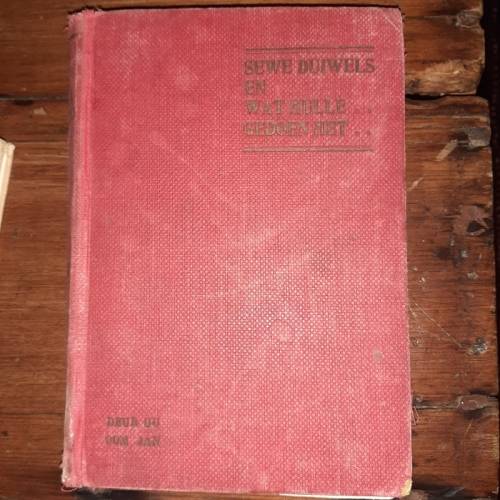 SEWE DUIWELS
EN
WAT HULLE . .
GEDOEN HET . .
DEUR OU
OOM JAN